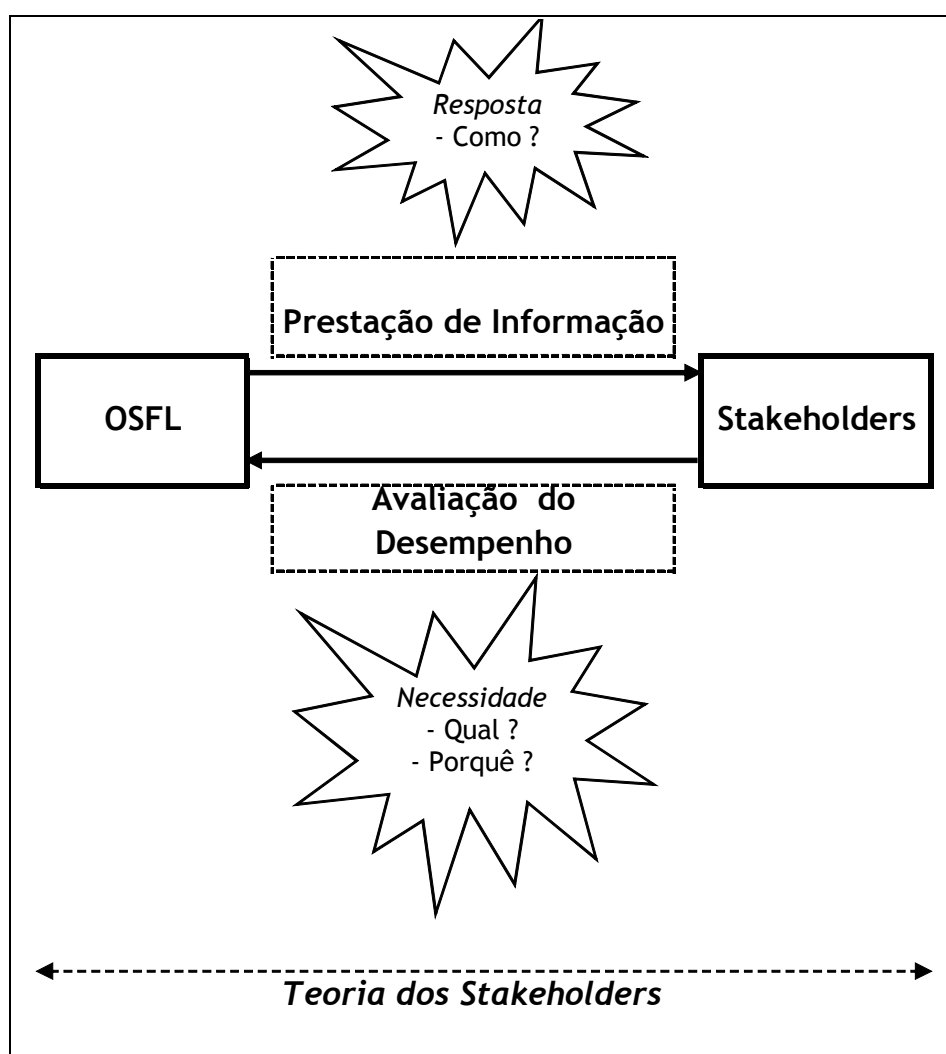 Resposta
- Como ?
Prestação de Informação
OSFL
Stakeholders
Avaliação do
Desempenho
Necessidade
- Qual ?
- Porquê ?
Teoria dos Stakeholders